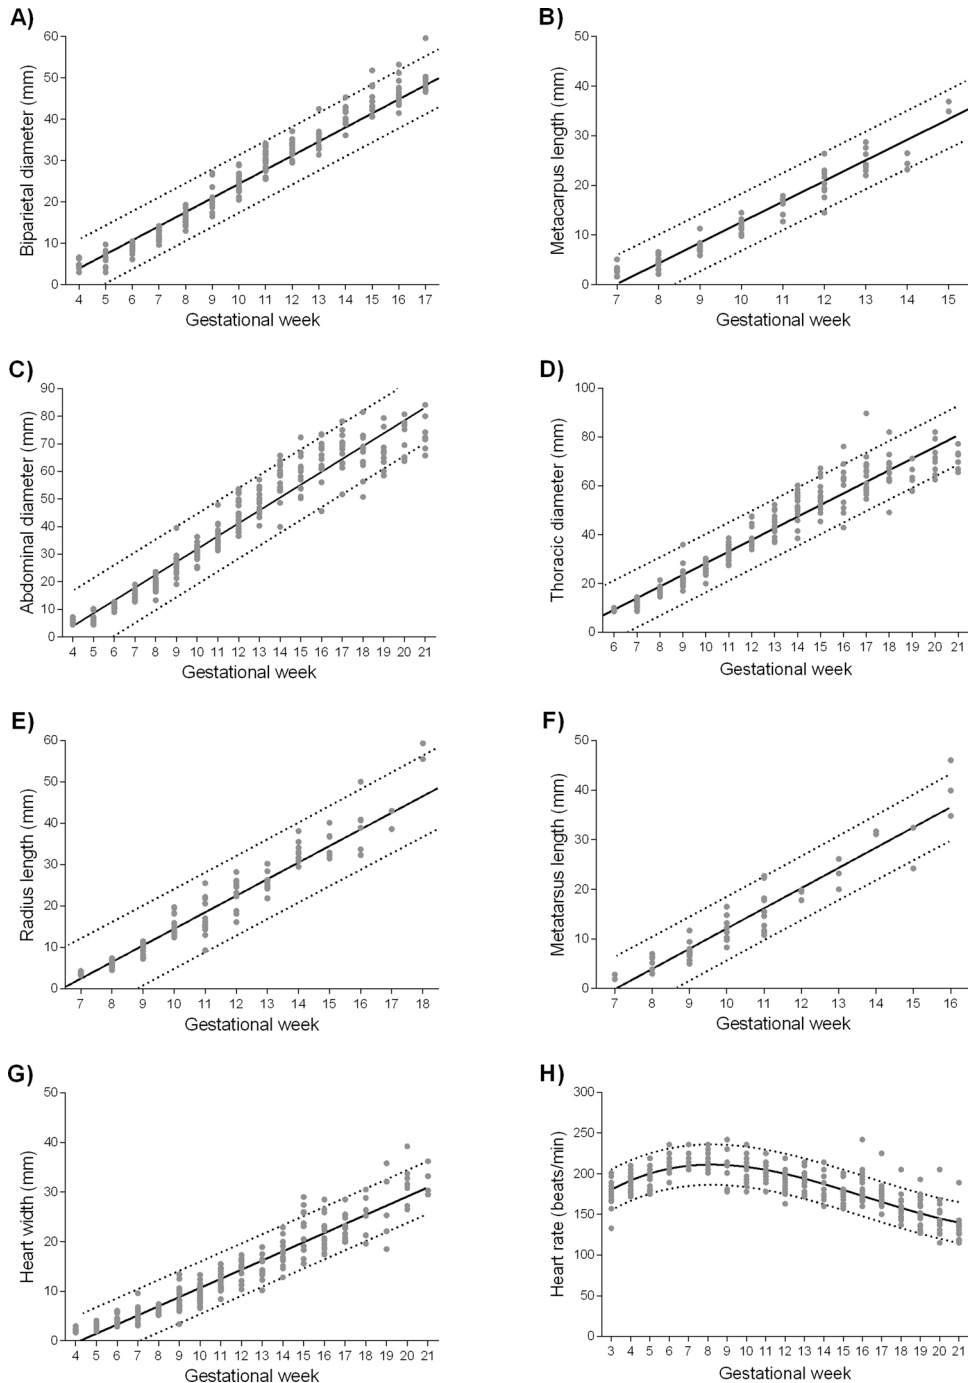 A)
Biparietal diameter (mm)
60
50
40
30
20
10
0
4 5 6 7 8 9 10 11 12 13 14 15 16 17
Gestational week
B)
Metacarpus length (mm)
50
40
30
20
10
0
7 8 9 10 11 12 13 14 15
Gestational week
C)
Abdominal diameter (mm)
90
80
70
60
50
40
30
20
10
0
4 5 6 7 8 9 10 11 12 13 14 15 16 17 18 19 20 21
Gestational week
D)
Thoracic diameter (mm)
100
80
60
40
20
0
6 7 8 9 10 11 12 13 14 15 16 17 18 19 20 21
Gestational week
E)
Radius length (mm)
60
50
40
30
20
10
0
7 8 9 10 11 12 13 14 15 16 17 18
Gestational week
F)
Metatarsus length (mm)
50
40
30
20
10
0
7 8 9 10 11 12 13 14 15 16
Gestational week
G)
Heart width (mm)
50
40
30
20
10
0
4 5 6 7 8 9 10 11 12 13 14 15 16 17 18 19 20 21
Gestational week
H)
Heart rate (beats/min)
300
250
200
150
100
50
0
3 4 5 6 7 8 9 10 11 12 13 14 15 16 17 18 19 20 21
Gestational week